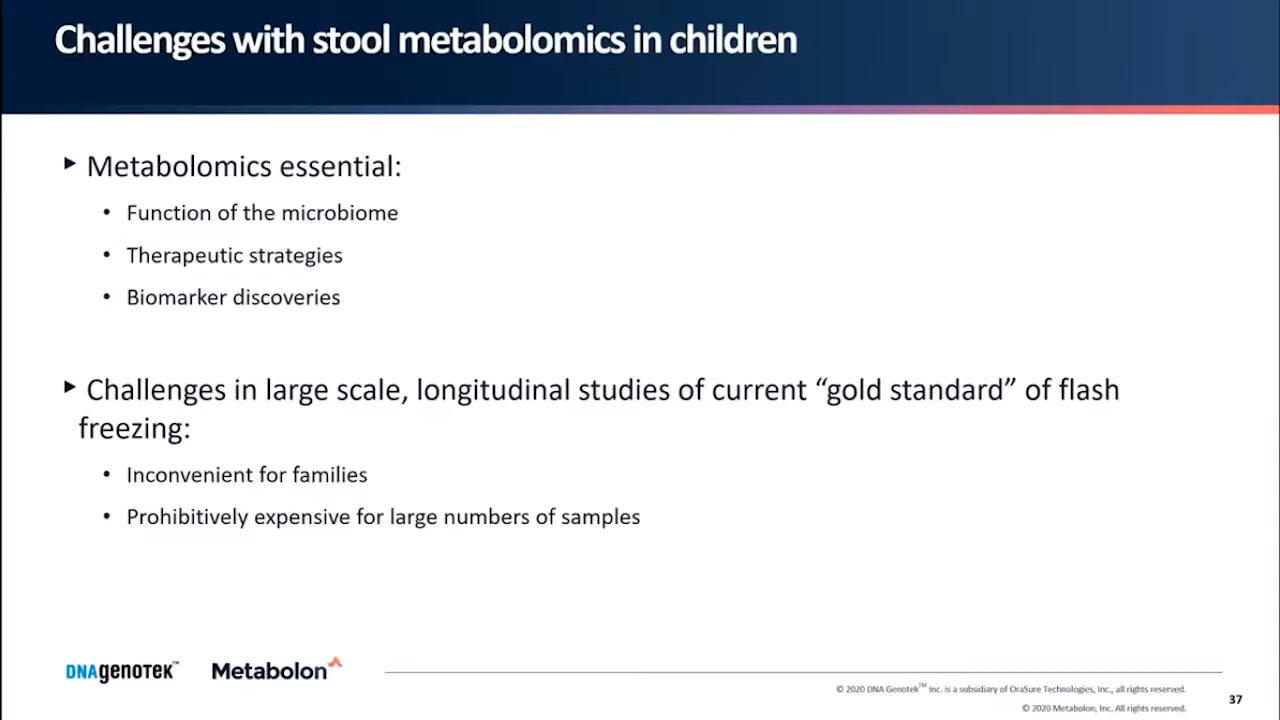 Challenges with stool metabolomics in children
▸ Metabolomics essential:
• Function of the microbiome
• Therapeutic strategies
• Biomarker discoveries
▸ Challenges in large scale, longitudinal studies of current “gold standard” of flash
freezing:
• Inconvenient for families
• Prohibitively expensive for large numbers of samples
DNAgenotek™ Metabolon
© 2020 DNA Genotek™ Inc. is a subsidiary of OraSure Technologies, Inc., all rights reserved.
© 2020 Metabolon, Inc. All rights reserved.
37